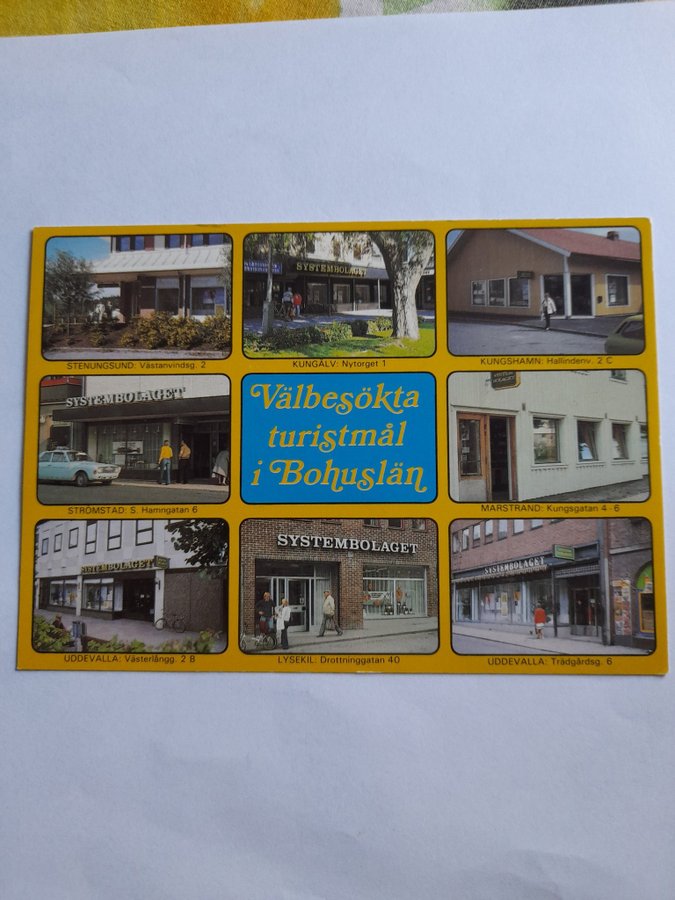 SYSTEMBOLAGET
STENUNGSUND: Västanvindsg. 2
KUNGÄLV: Nytorget 1
KUNGSHAMN: Hallindenv. 2 C
SYSTEMBOLAGET
Välbesökta
turistmål
i Bohuslän
STRÖMSTAD: S. Hamngatan 6
MARSTRAND: Kungsgatan 4-6
SYSTEMBOLAGET
SYSTEMBOLAGET
SYSTEMBOLAGET
UDDEVALLA: Västerlångg. 2 B
LYSEKIL: Drottninggatan 40
UDDEVALLA: Trädgårdsg. 6